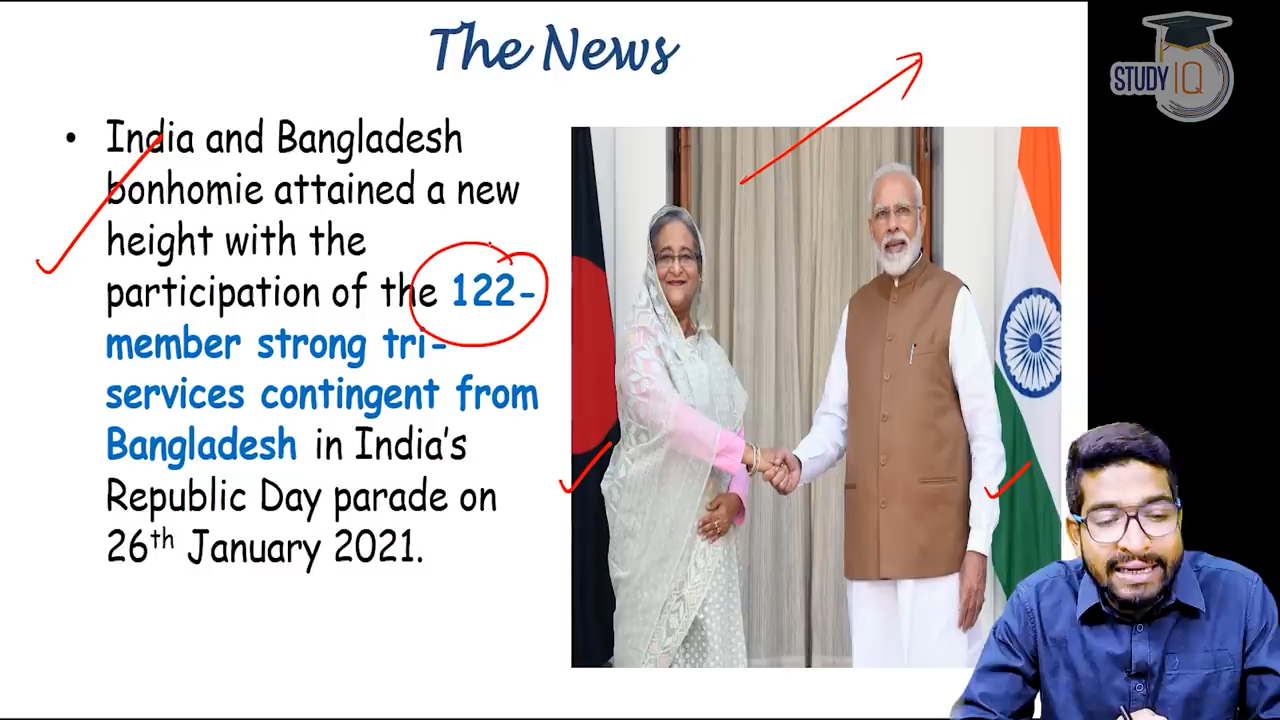 The News
STUDY IQ
• India and Bangladesh
bonhomie attained a new
height with the
participation of the 122-
member strong tri-
services contingent from
Bangladesh in India's
Republic Day parade on
26th January 2021.